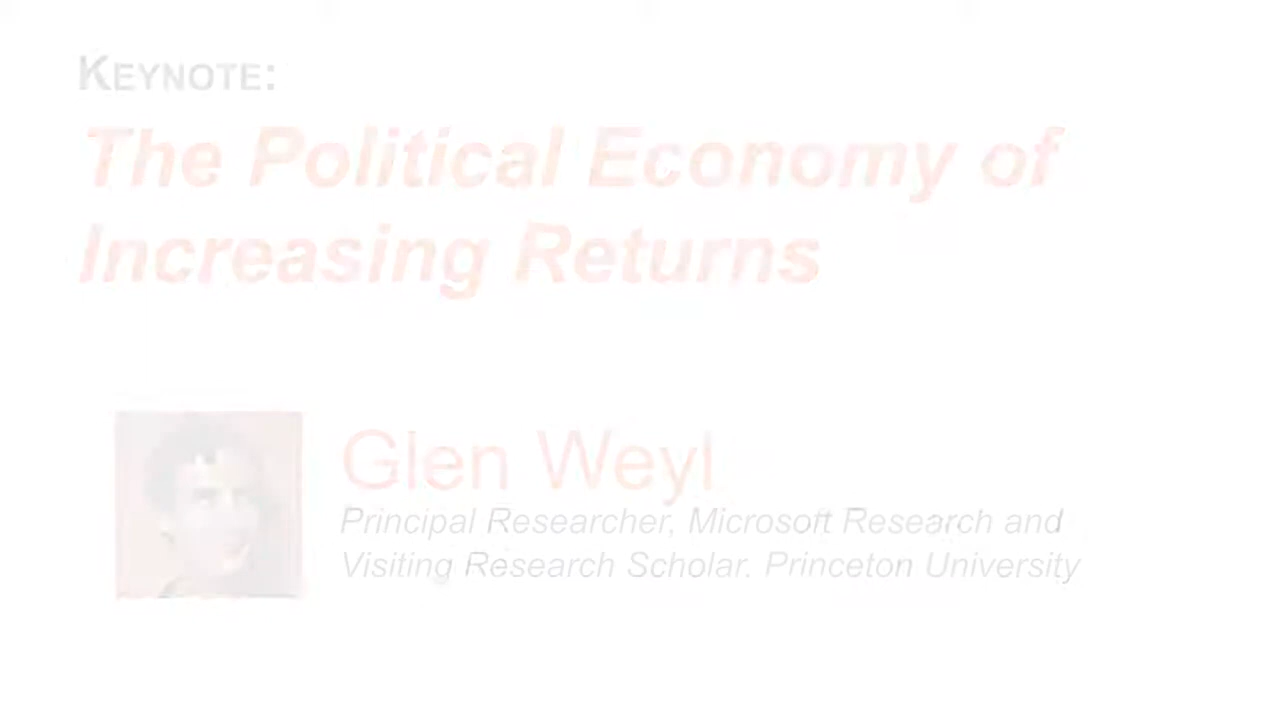 KEYNOTE:
The Political Economy of
Increasing Returns
Glen Weyl
Principal Researcher, Microsoft Research and
Visiting Research Scholar. Princeton University